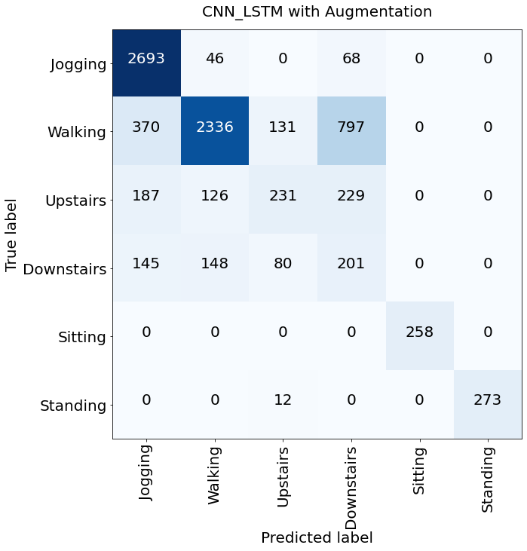 CNN_LSTM with Augmentation
Jogging 2693 46 0 68 0 0
Walking 370 2336 131 797 0 0
Upstairs 187 126 231 229 0 0
Downstairs 145 148 80 201 0 0
Sitting 0 0 0 0 258 0
Standing 0 0 12 0 0 273
True label
Jogging Walking Upstairs Downstairs Sitting Standing
Predicted label